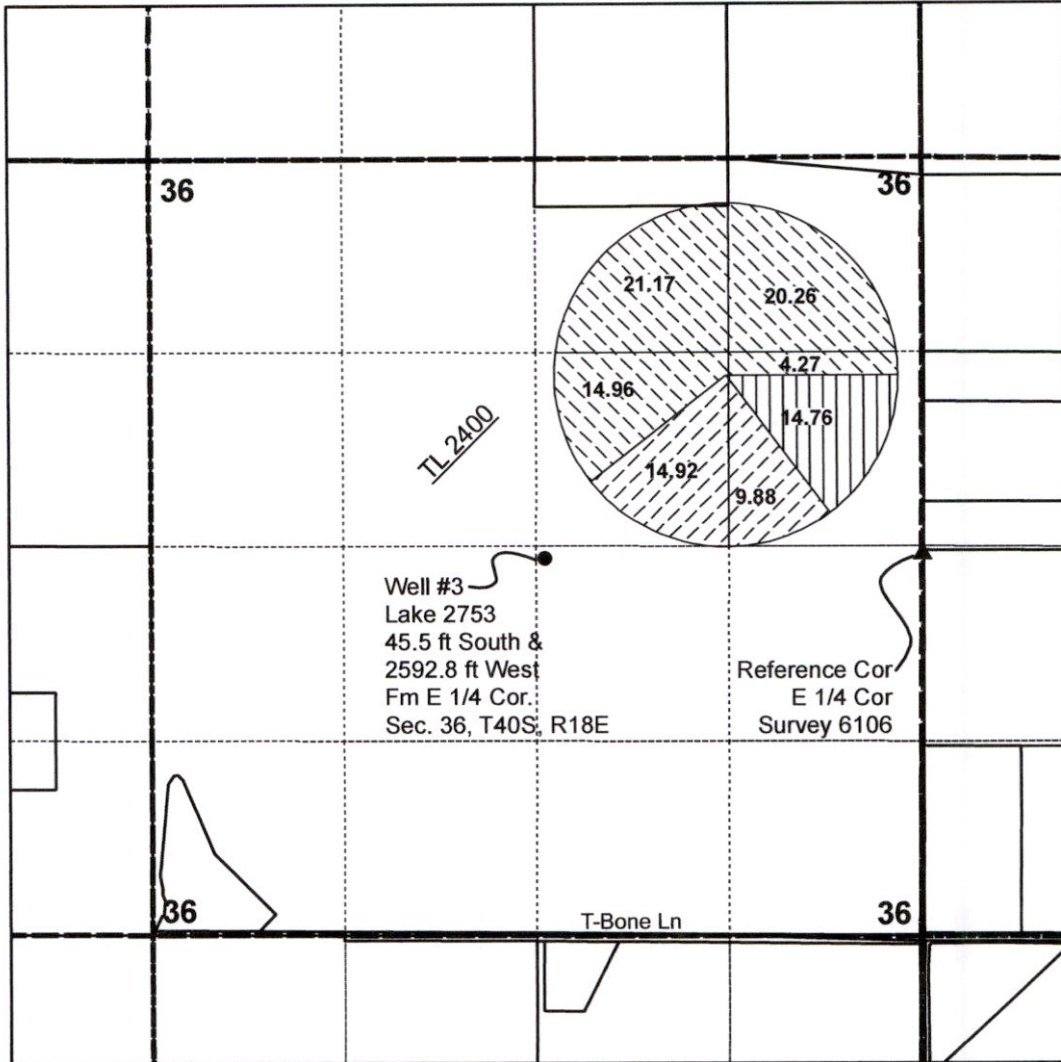 36
36
21.17
20.26
4.27
14.96
14.76
TL 2400
14.92
9.88
Well #3
Lake 2753
45.5 ft South &
2592.8 ft West
Fm E 1/4 Cor.
Sec. 36, T40S, R18E
Reference Cor
E 1/4 Cor
Survey 6106
36
T-Bone Ln
36